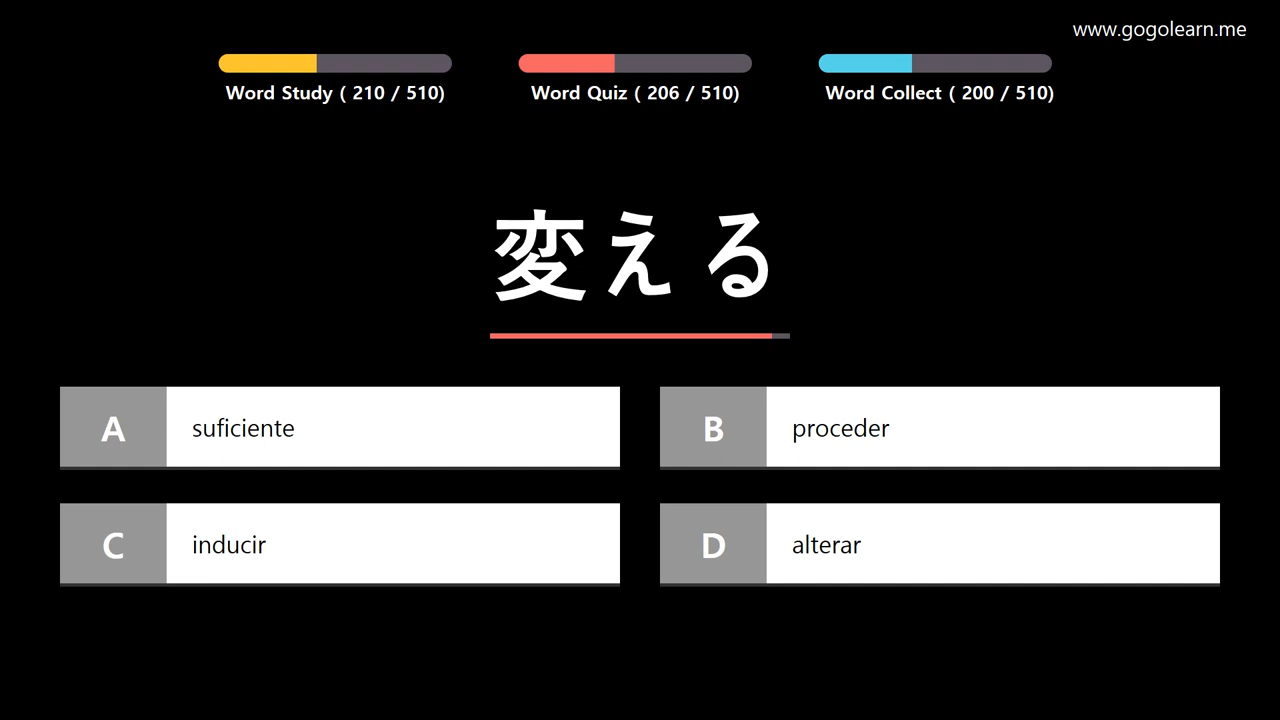 www.gogolearn.me
Word Study ( 210 / 510)
Word Quiz ( 206 / 510)
Word Collect ( 200 / 510)
変える
A suficiente
B proceder
C inducir
D alterar